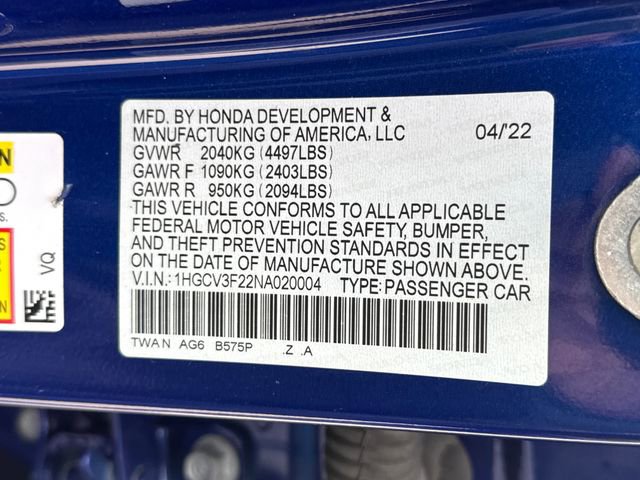 MFD. BY HONDA DEVELOPMENT &
MANUFACTURING OF AMERICA, LLC 04/'22
GVWR 2040KG (4497LBS)
GAWR F 1090KG (2403LBS)
GAWR R 950KG (2094LBS)
THIS VEHICLE CONFORMS TO ALL APPLICABLE
FEDERAL MOTOR VEHICLE SAFETY, BUMPER,
AND THEFT PREVENTION STANDARDS IN EFFECT
ON THE DATE OF MANUFACTURE SHOWN ABOVE.
V.I.N.: 1HGCV3F22NA020004 TYPE: PASSENGER CAR
TWA N AG6 B575P .Z .A
VQ